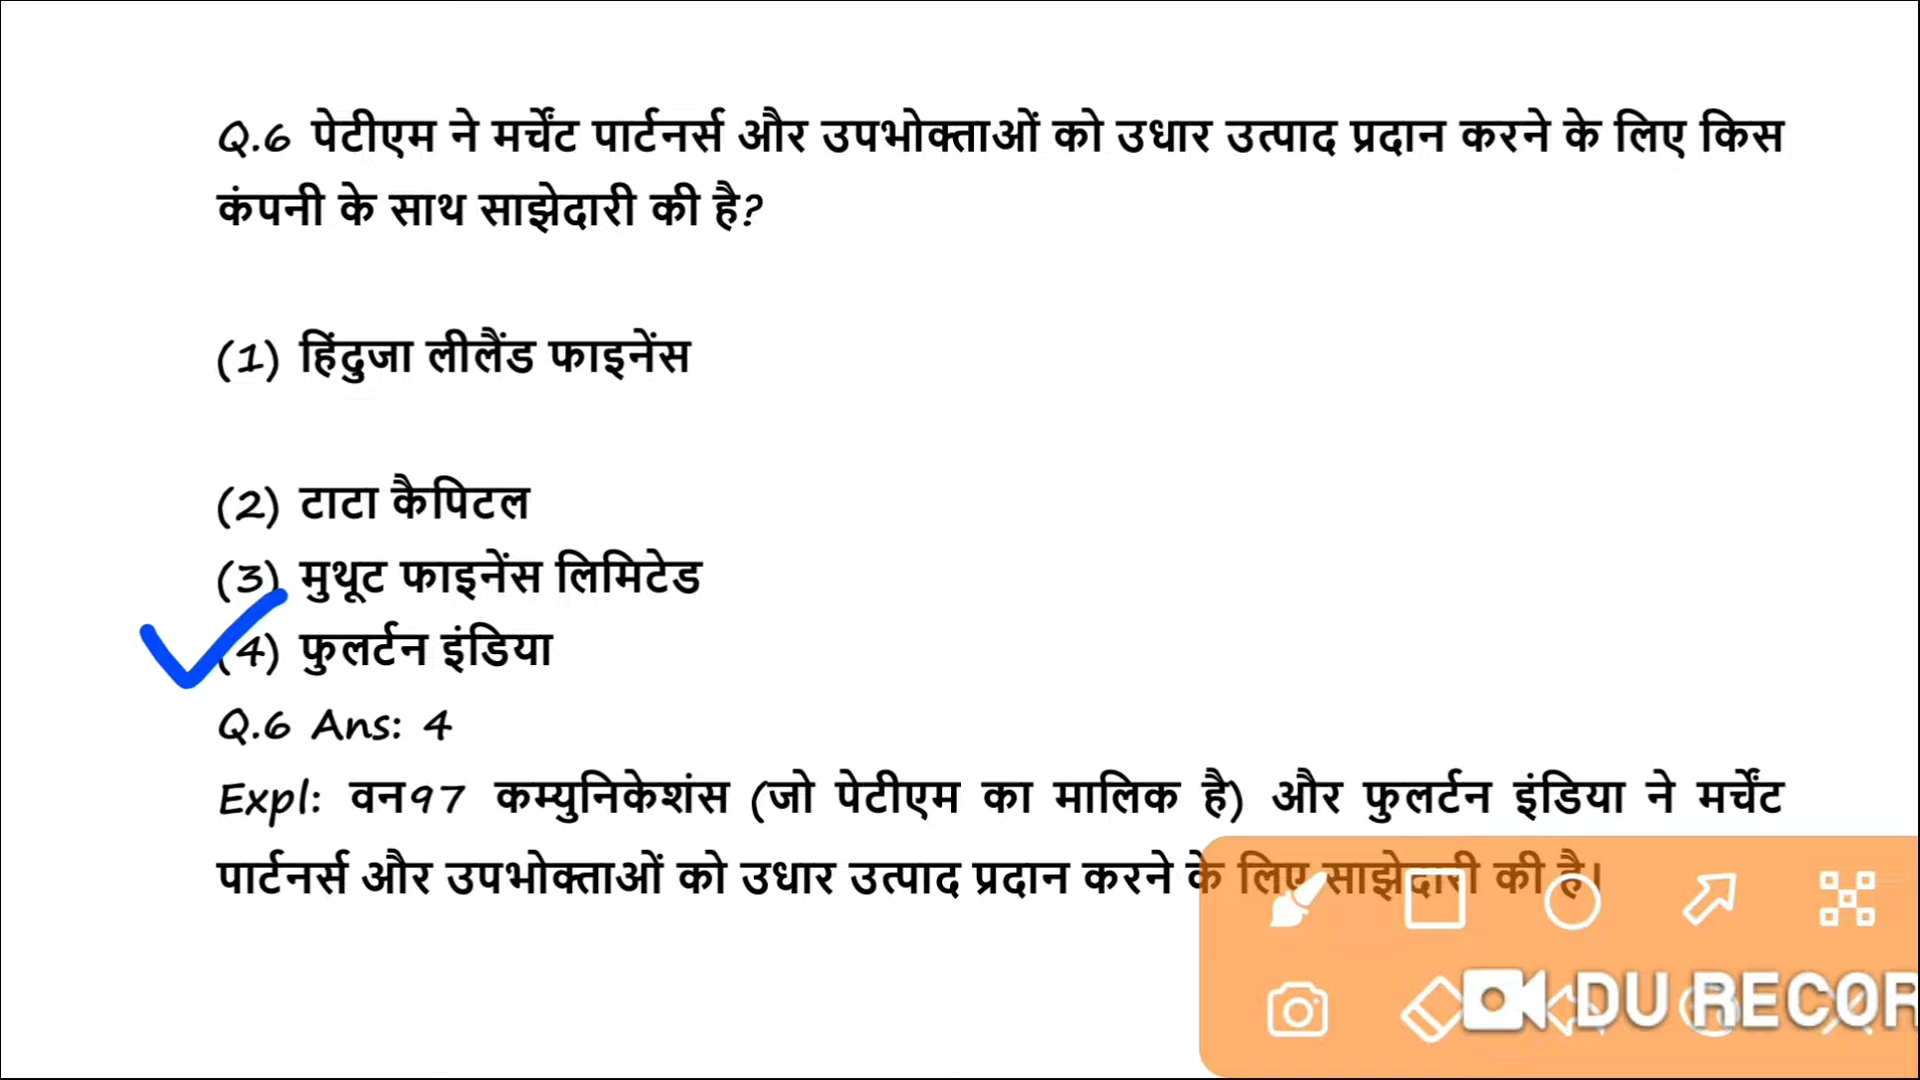 Q.6 पेटीएम ने मर्चेंट पार्टनर्स और उपभोक्ताओं को उधार उत्पाद प्रदान करने के लिए किस
कंपनी के साथ साझेदारी की है?
(1) हिंदुजा लीलैंड फाइनेंस
(2) टाटा कैपिटल
(3) मुथूट फाइनेंस लिमिटेड
(4) फुलर्टन इंडिया
Q.6 Ans: 4
Expl: वन97 कम्युनिकेशंस (जो पेटीएम का मालिक है) और फुलर्टन इंडिया ने मर्चेंट
पार्टनर्स और उपभोक्ताओं को उधार उत्पाद प्रदान करने के लिए साझेदारी की है।
DU RECOR